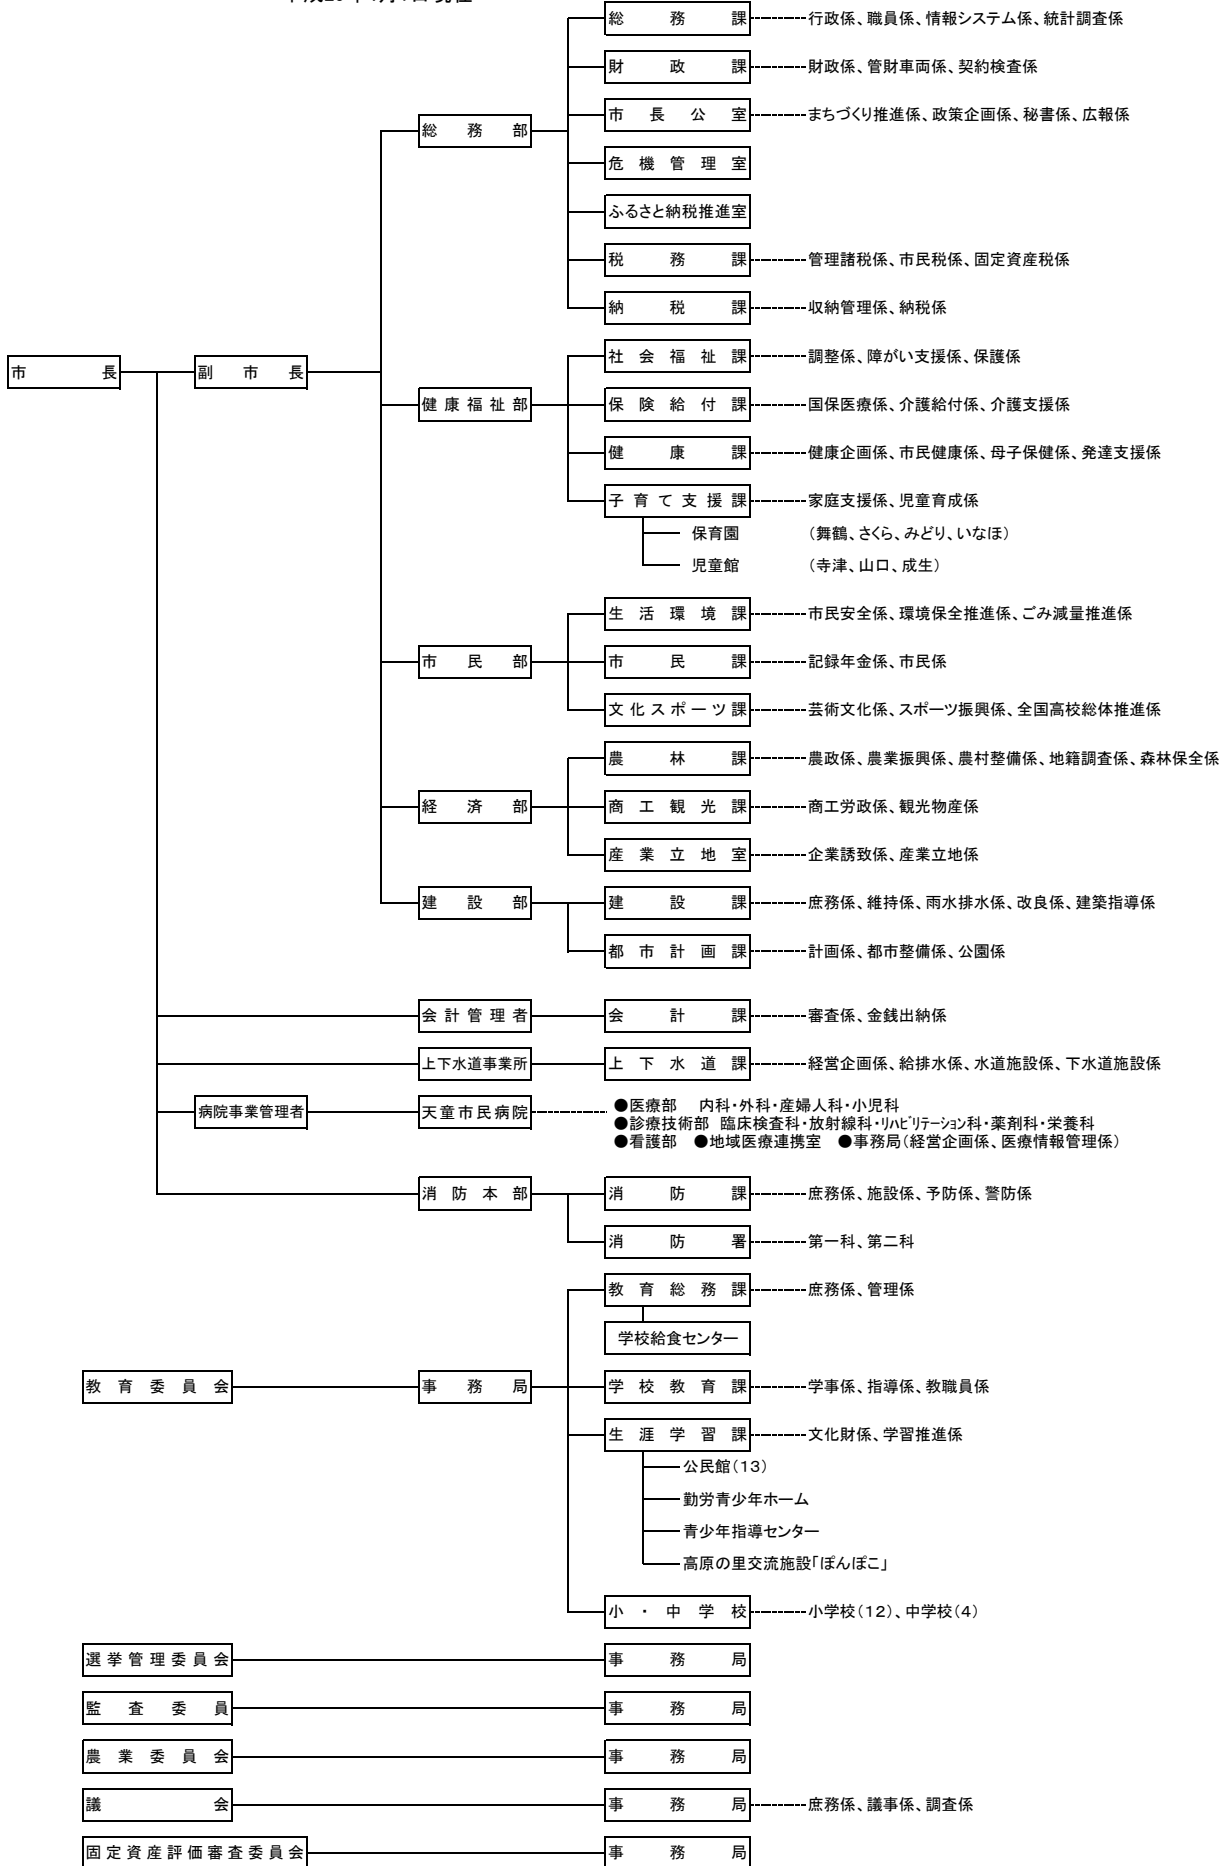 総務課 行政係、職員係、情報システム係、統計調査係
財政課 財政係、管財車両係、契約検査係
市長公室 まちづくり推進係、政策企画係、秘書係、広報係
総務部
危機管理室
ふるさと納税推進室
税務課 管理諸税係、市民税係、固定資産税係
納税課 収納管理係、納税係
社会福祉課 調整係、障がい支援係、保護係
市長 副市長
健康福祉部 保険給付課 国保医療係、介護給付係、介護支援係
健康課 健康企画係、市民健康係、母子保健係、発達支援係
子育て支援課 家庭支援係、児童育成係
保育園 (舞鶴、さくら、みどり、いなほ)
児童館 (寺津、山口、成生)
生活環境課 市民安全係、環境保全推進係、ごみ減量推進係
市民部 市民課 記録年金係、市民係
文化スポーツ課 芸術文化係、スポーツ振興係、全国高校総体推進係
農林課 農政係、農業振興係、農村整備係、地籍調査係、森林保全係
経済部 商工観光課 商工労政係、観光物産係
産業立地室 企業誘致係、産業立地係
建設部 建設課 庶務係、維持係、雨水排水係、改良係、建築指導係
都市計画課 計画係、都市整備係、公園係
会計管理者 会計課 審査係、金銭出納係
上下水道事業所 上下水道課 経営企画係、給排水係、水道施設係、下水道施設係
病院事業管理者 天童市民病院
●医療部 内科・外科・産婦人科・小児科
●診療技術部 臨床検査科・放射線科・ﾘﾊﾋﾞﾘﾃｰｼｮﾝ科・薬剤科・栄養科
●看護部 ●地域医療連携室 ●事務局(経営企画係、医療情報管理係)
消防本部 消防課 庶務係、施設係、予防係、警防係
消防署 第一科、第二科
教育総務課 庶務係、管理係
学校給食センター
教育委員会 事務局 学校教育課 学事係、指導係、教職員係
生涯学習課 文化財係、学習推進係
公民館(13)
勤労青少年ホーム
青少年指導センター
高原の里交流施設「ぽんぽこ」
小・中学校 小学校(12)、中学校(4)
選挙管理委員会 事務局
監査委員 事務局
農業委員会 事務局
議会 事務局 庶務係、議事係、調査係
固定資産評価審査委員会 事務局